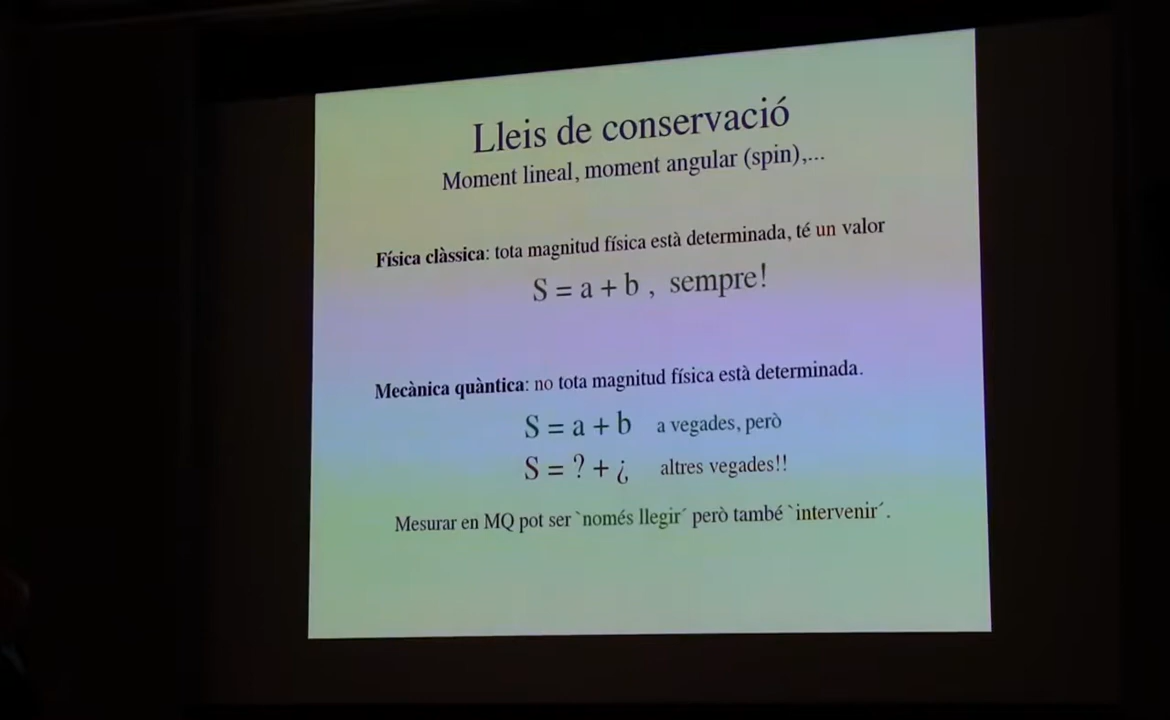 Lleis de conservació
Moment lineal, moment angular (spin),...
Física clàssica: tota magnitud física està determinada, té un valor
S = a + b , sempre!
Mecànica quàntica: no tota magnitud física està determinada.
S = a + b a vegades, però
S = ? + ¿ altres vegades!!
Mesurar en MQ pot ser `només llegir´ però també `intervenir´.